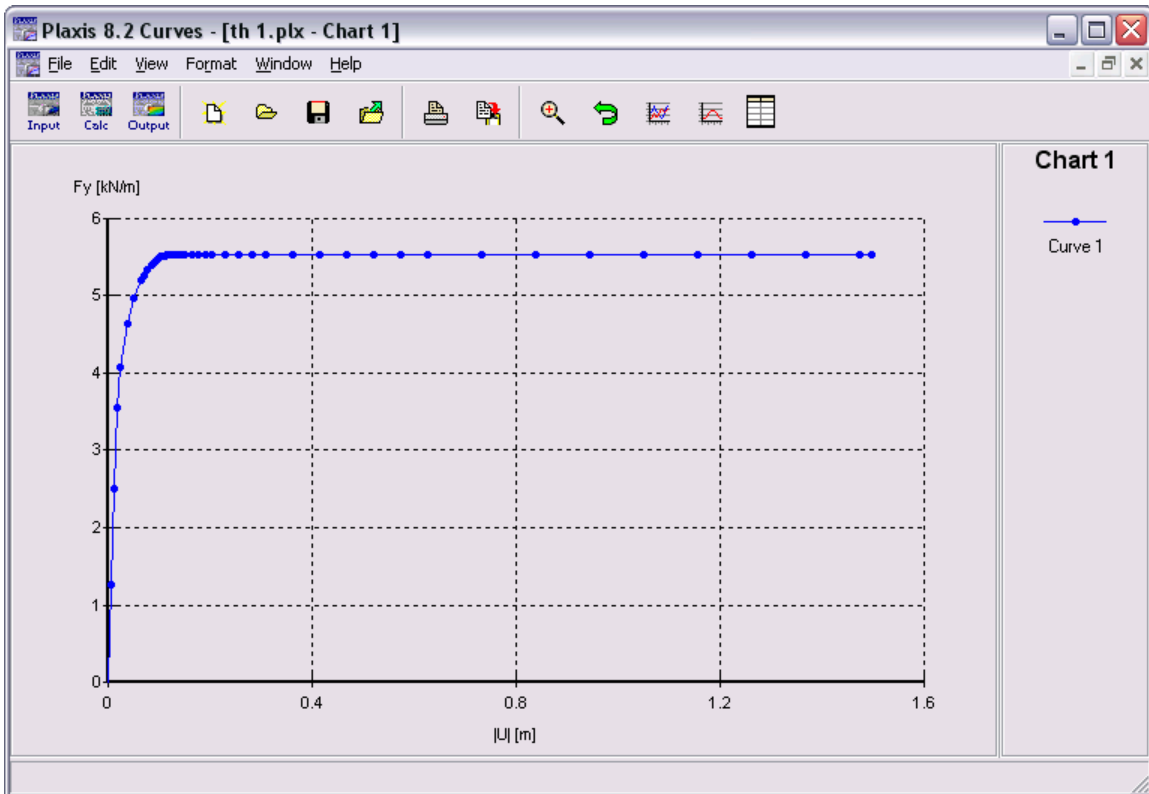 Plaxis 8.2 Curves - [th 1.plx - Chart 1]
File Edit View Format Window Help
Input Calc Output
Chart 1
Curve 1
Fy [kN/m]
6
5
4
3
2
1
0
0 0.4 0.8 1.2 1.6
|U| [m]